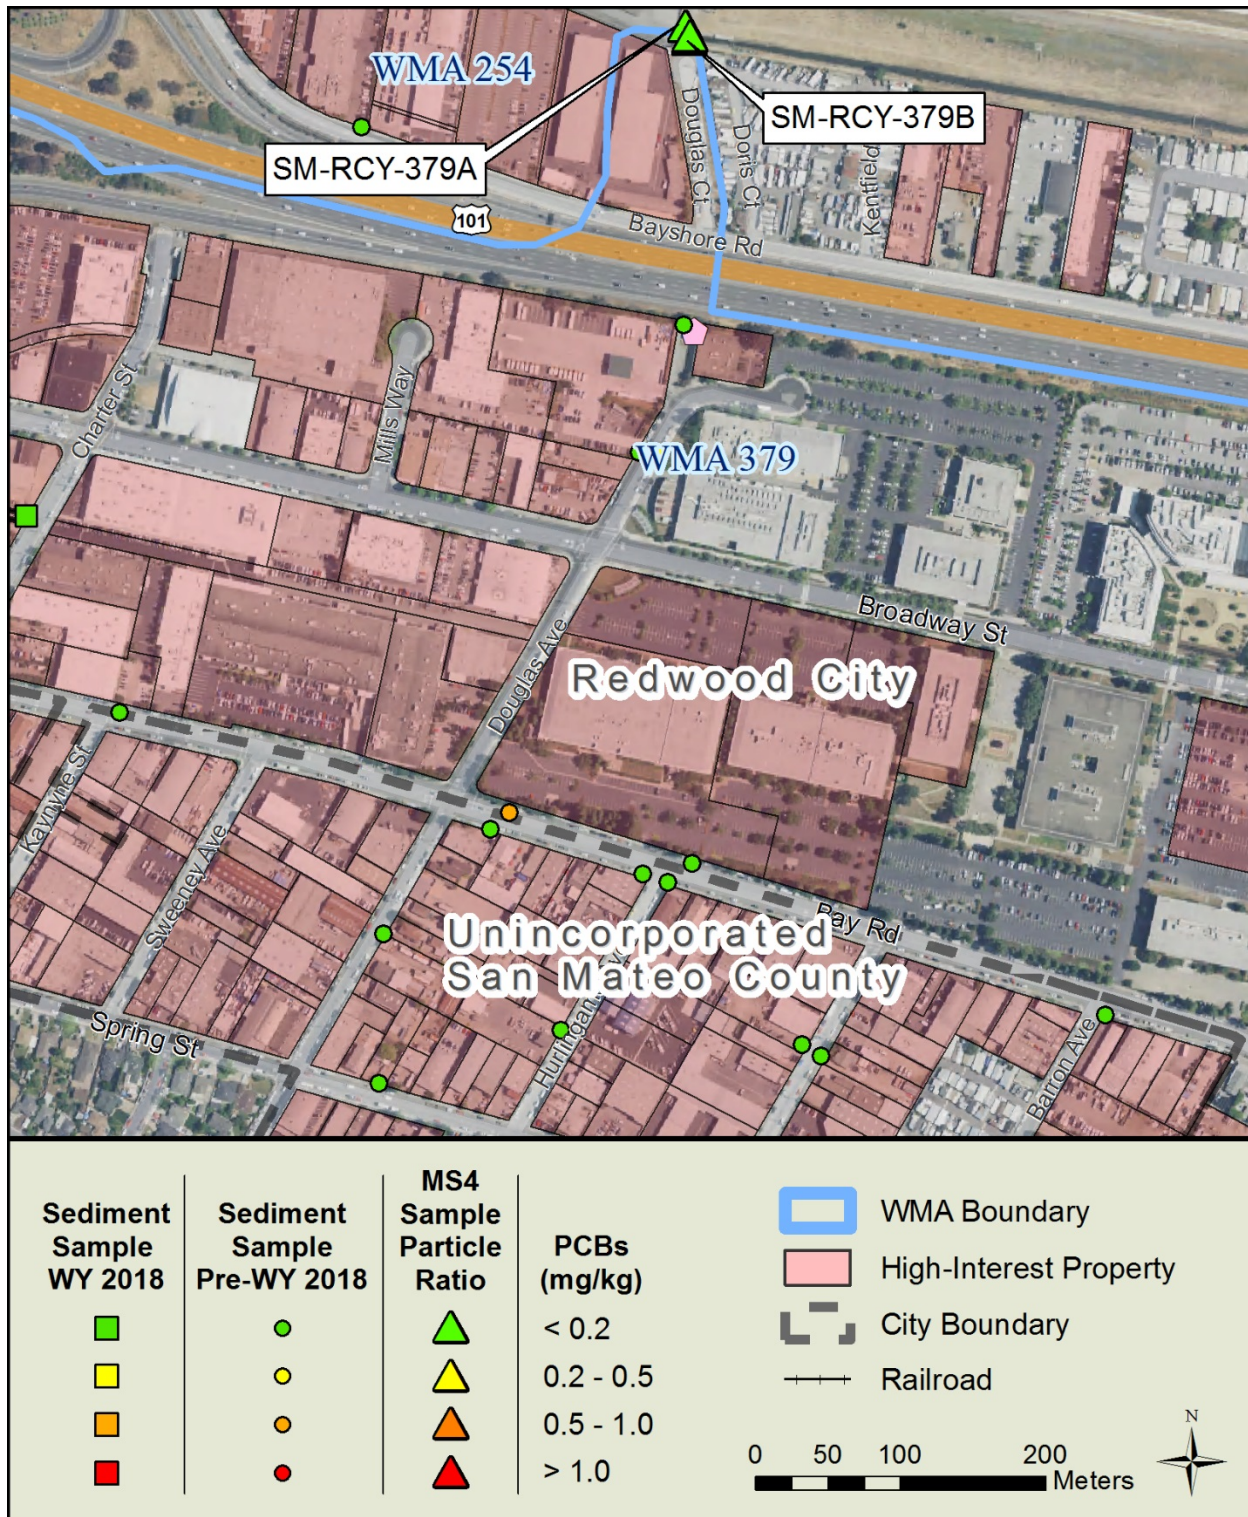 WMA 254
SM-RCY-379A
SM-RCY-379B
Douglas Ct
Doris Ct
Kentfield
101
Bayshore Rd
Charter St
Mills Way
WMA 379
Broadway St
Douglas Ave
Redwood City
Kaynyne St
Sweeney Ave
Bay Rd
Unincorporated
San Mateo County
Spring St
Barron Ave
MS4
Sediment Sediment Sample
Sample Sample Particle PCBs
WY 2018 Pre-WY 2018 Ratio (mg/kg)
< 0.2
0.2 - 0.5
0.5 - 1.0
> 1.0
WMA Boundary
High-Interest Property
City Boundary
Railroad
N
0 50 100 200
Meters